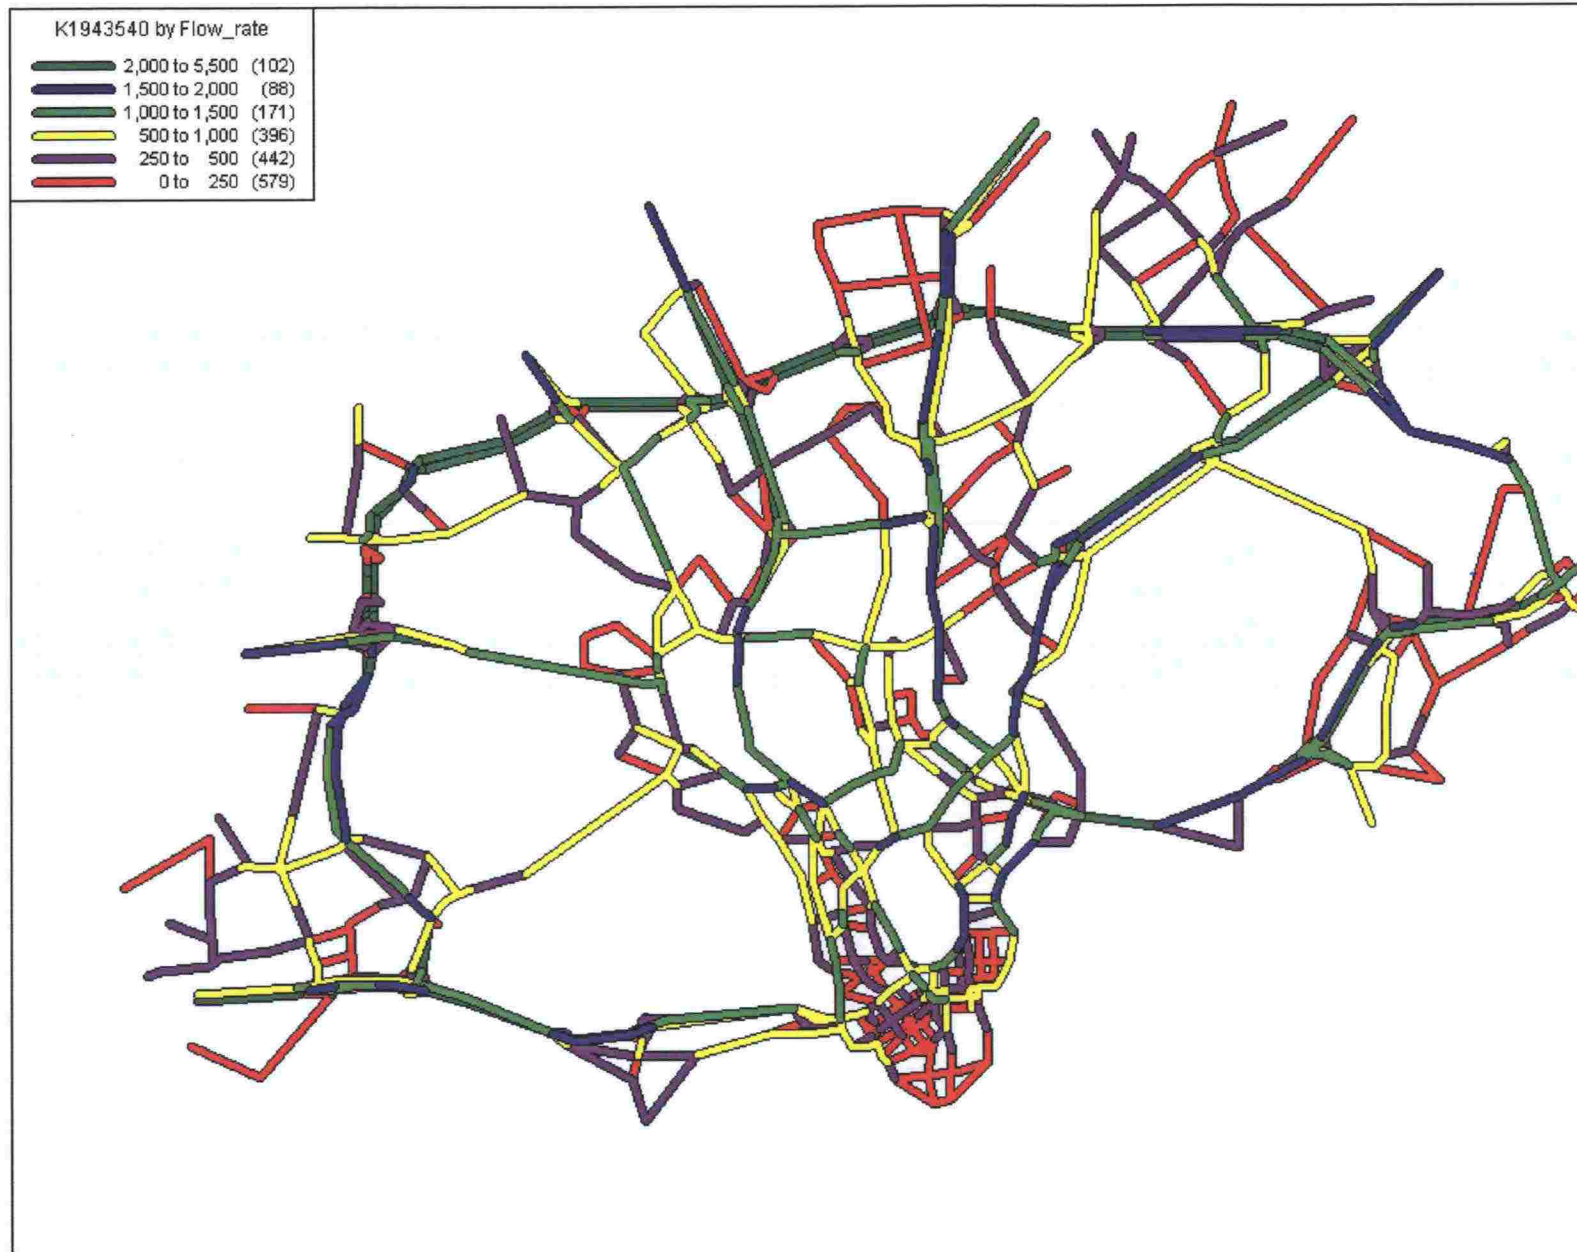 K1943540 by Flow_rate
2,000 to 5,500 (102)
1,500 to 2,000 (88)
1,000 to 1,500 (171)
500 to 1,000 (396)
250 to 500 (442)
0 to 250 (579)